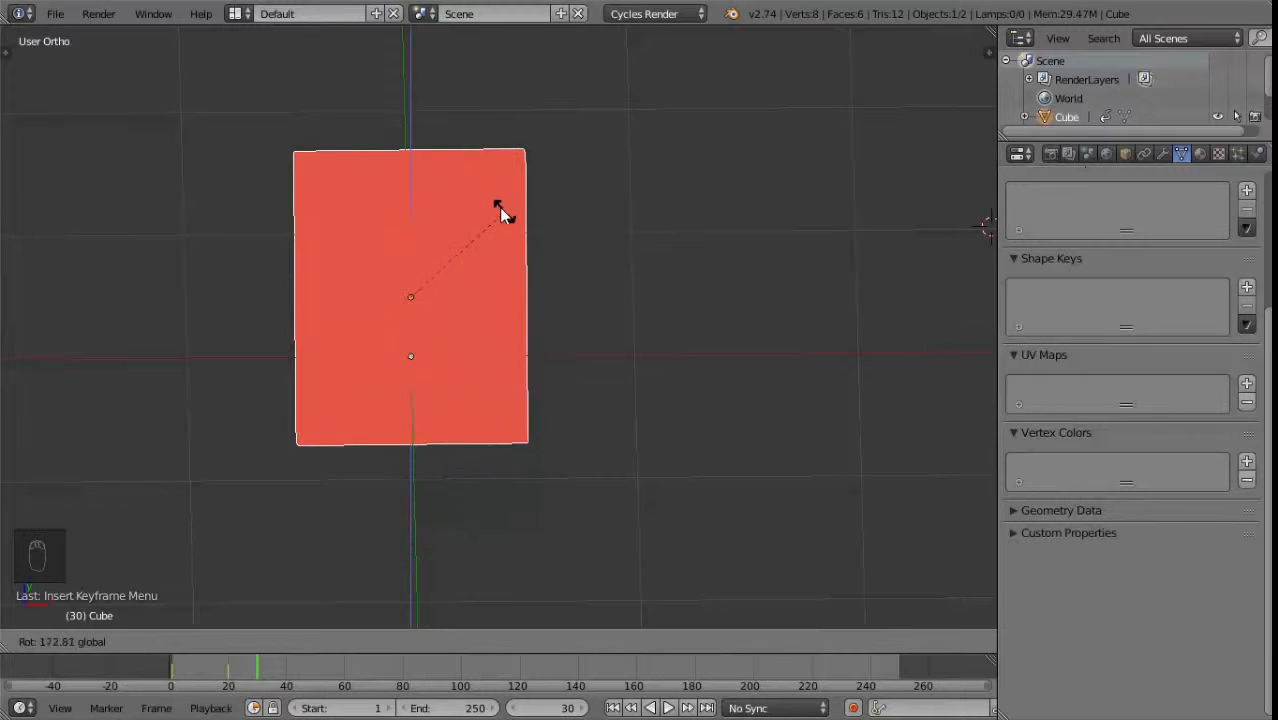 File Render Window Help Default Scene Cycles Render v2.74 | Verts:8 | Faces:6 | Tris:12 | Objects:1/2 | Lamps:0/0 | Mem:29.47M | Cube
User Ortho
View Search All Scenes
Scene
RenderLayers
World
Cube
Shape Keys
UV Maps
Vertex Colors
Geometry Data
Custom Properties
Last: Insert Keyframe Menu
(30) Cube
Rot: 172.81 global
-40 -20 0 20 40 60 80 100 120 140 160 180 200 220 240 260
View Marker Frame Playback Start: 1 End: 250 30 No Sync